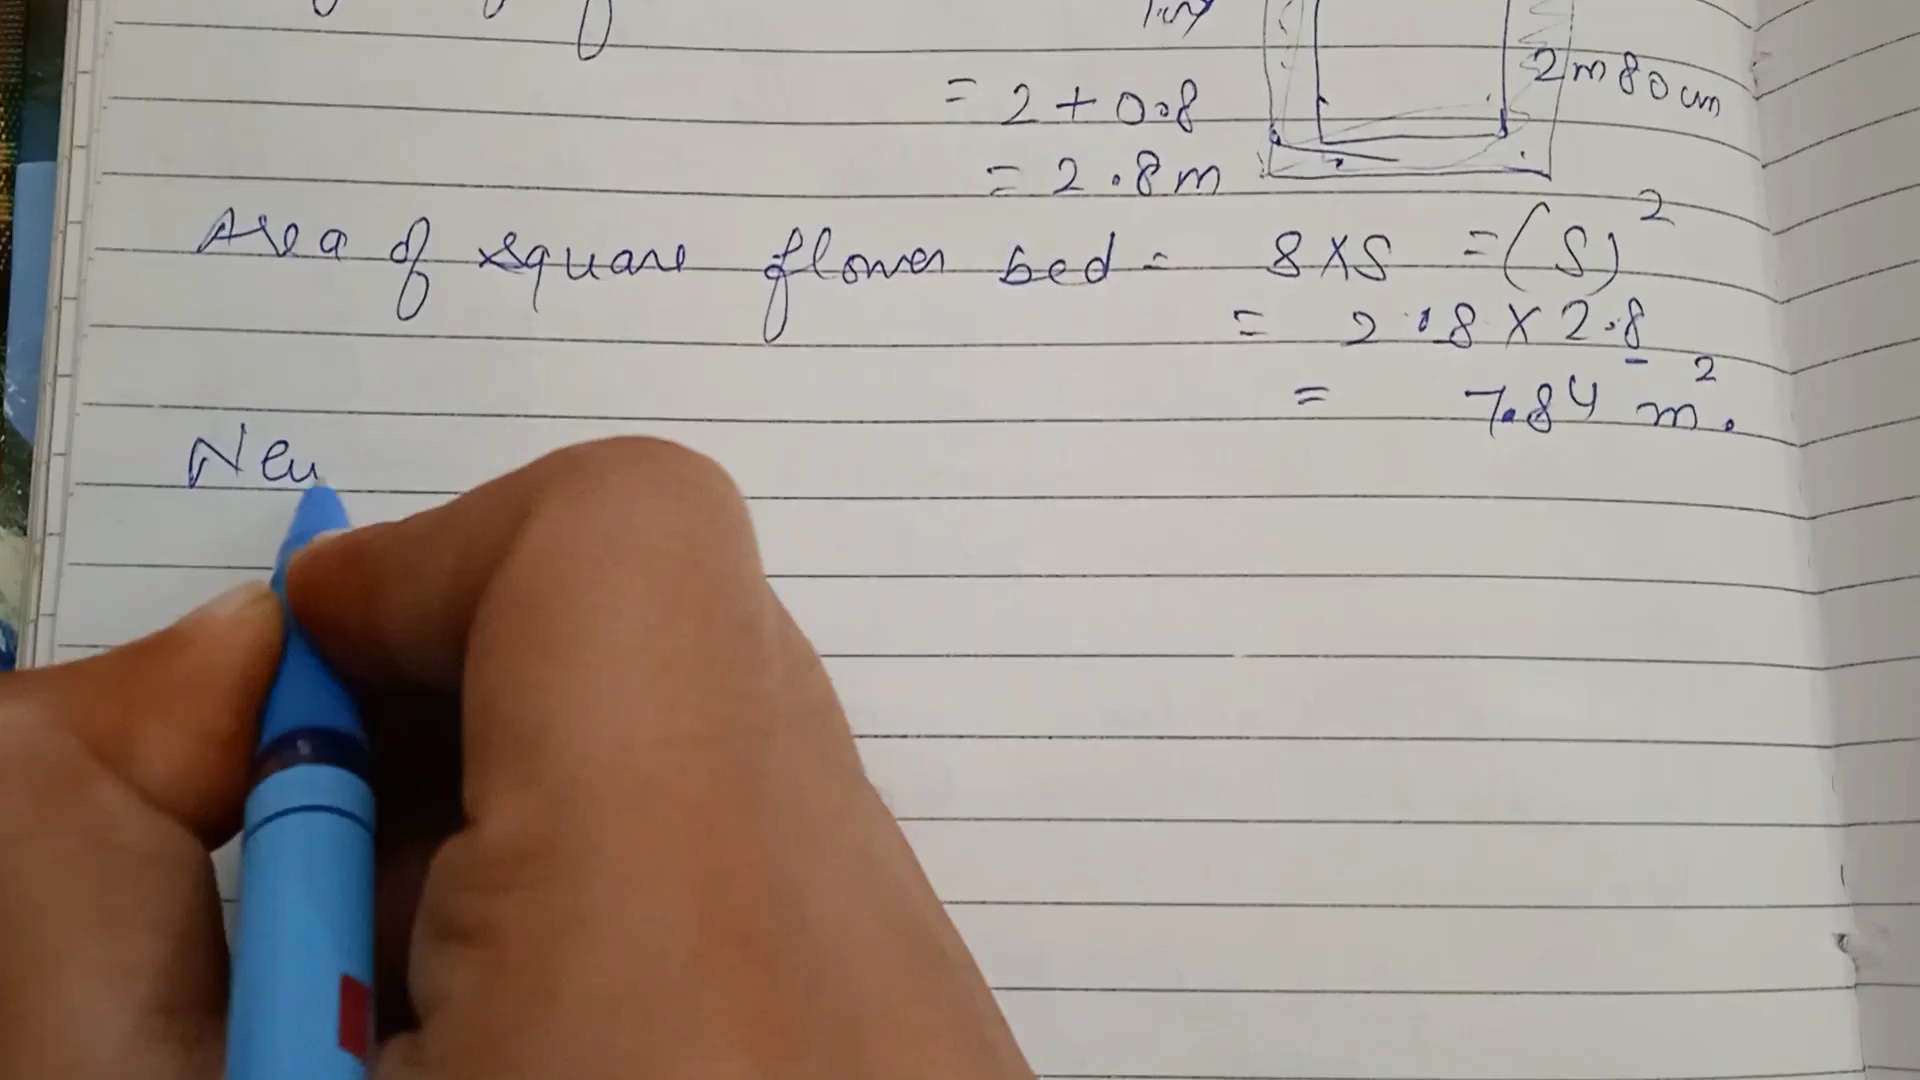 = 2 + 0.8
2m 80 cm
= 2.8 m
Area of square flower bed = S x S = (S)²
= 2.8 x 2.8
= 7.84 m².
New